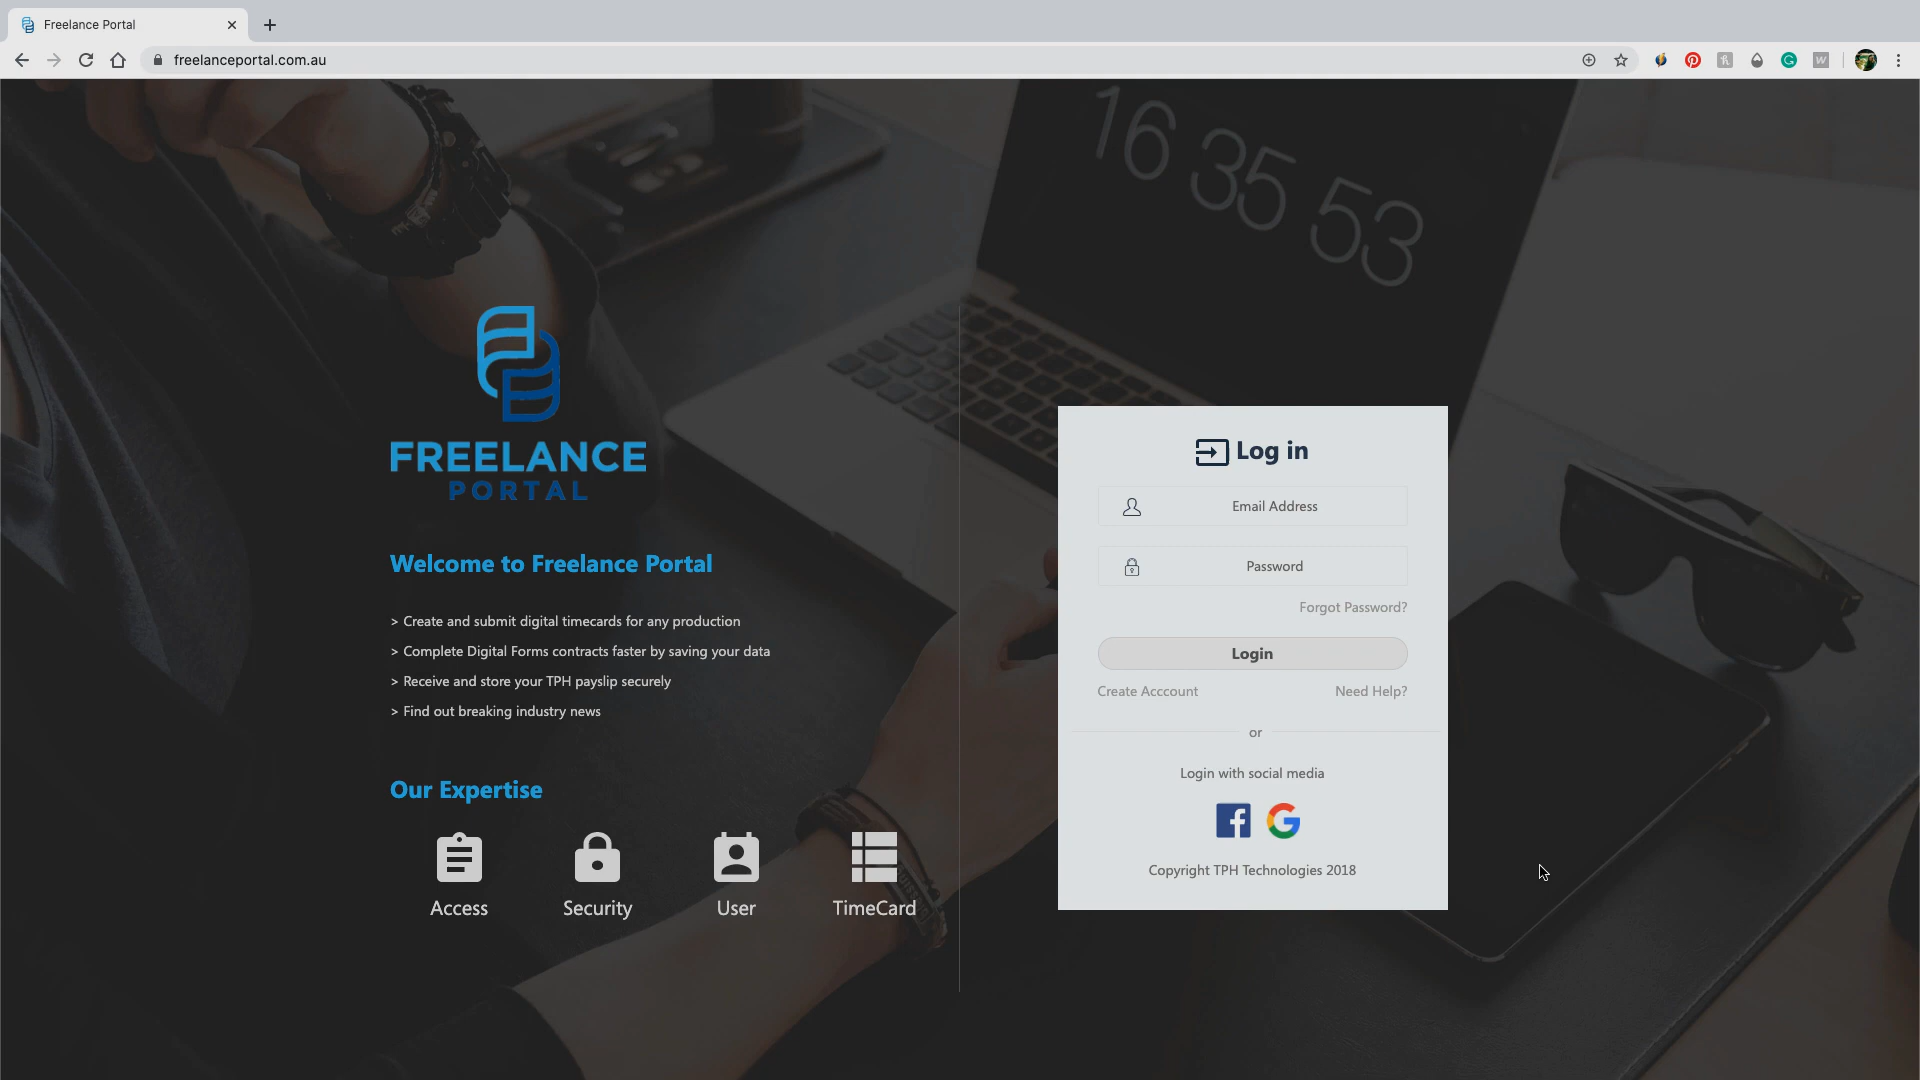 Freelance Portal
freelanceportal.com.au
16 35 53
FREELANCE
PORTAL
Welcome to Freelance Portal
> Create and submit digital timecards for any production
> Complete Digital Forms contracts faster by saving your data
> Receive and store your TPH payslip securely
> Find out breaking industry news
Our Expertise
Access
Security
User
TimeCard
Log in
Email Address
Password
Forgot Password?
Login
Create Acccount
Need Help?
or
Login with social media
Copyright TPH Technologies 2018